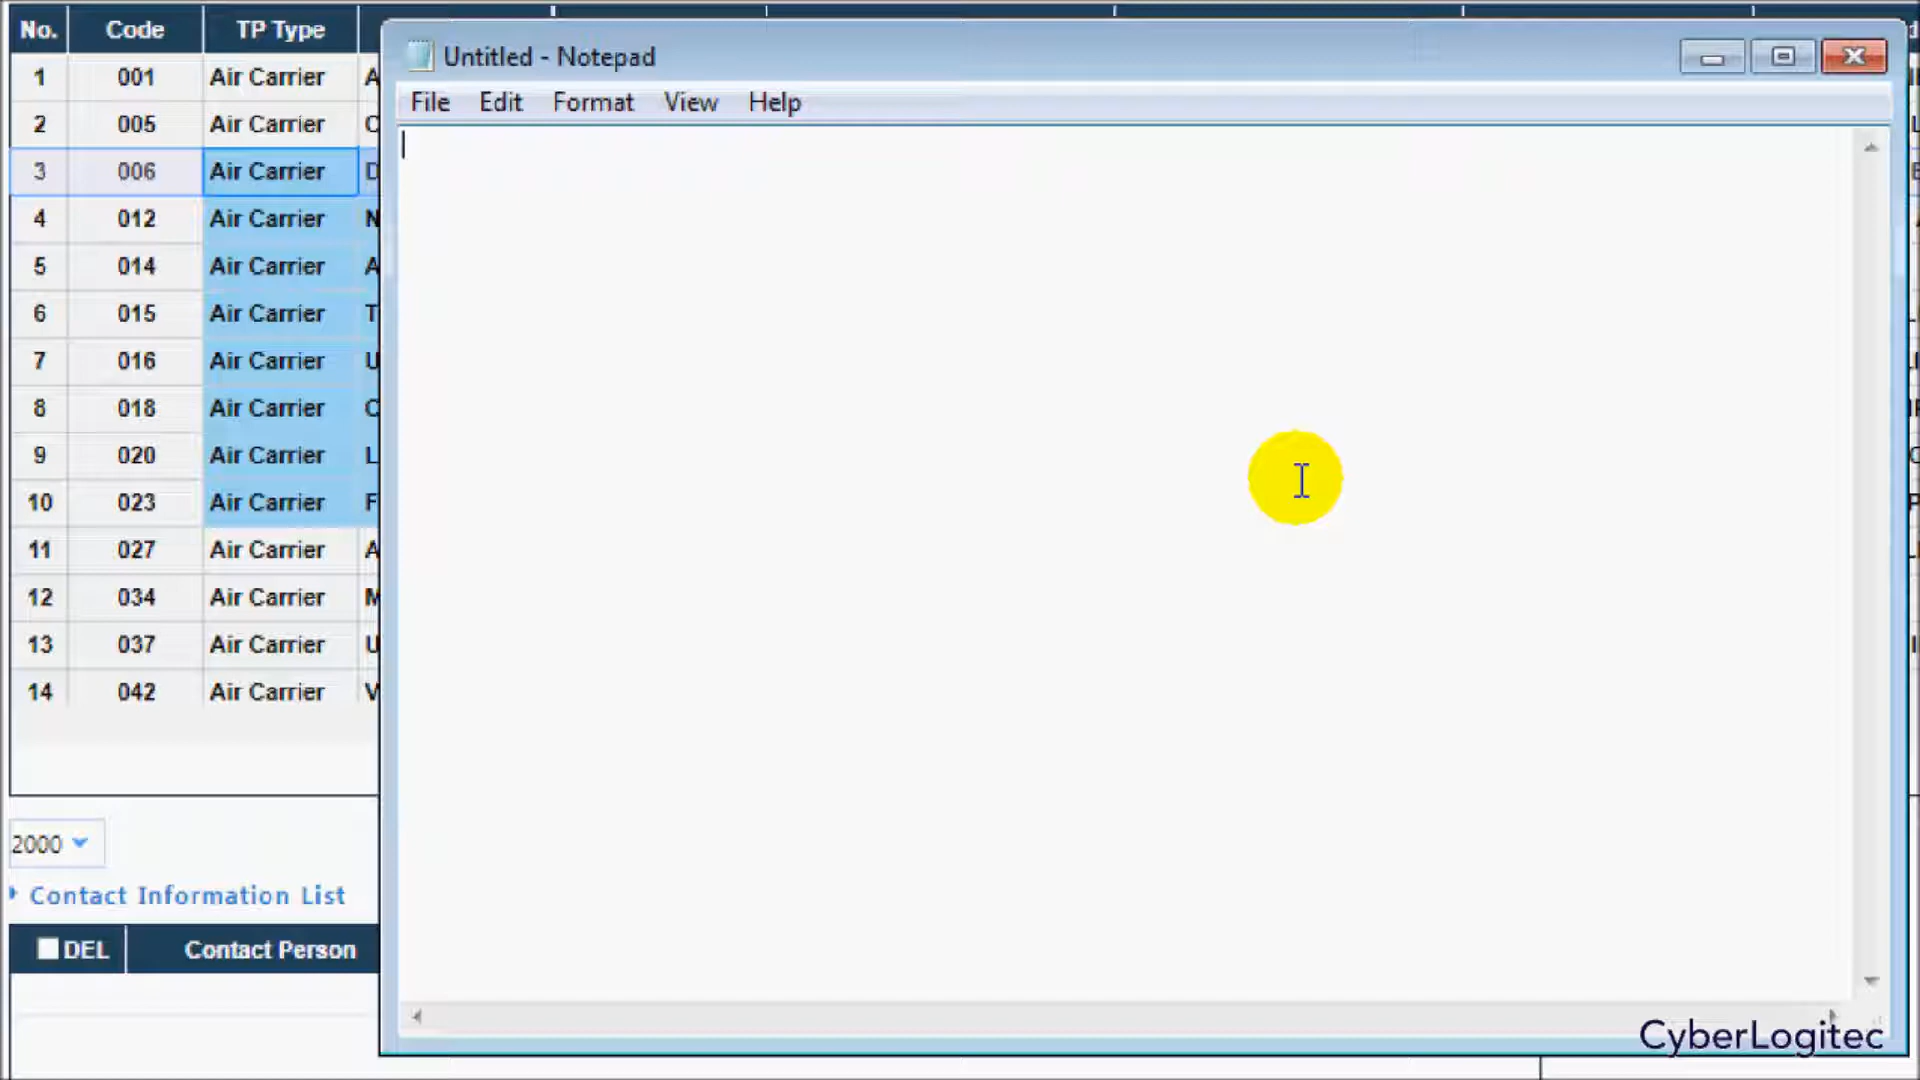 No. Code TP Type
Untitled - Notepad
File Edit Format View Help
1 001 Air Carrier A
2 005 Air Carrier C
3 006 Air Carrier D
4 012 Air Carrier N
5 014 Air Carrier A
6 015 Air Carrier T
7 016 Air Carrier U
8 018 Air Carrier C
9 020 Air Carrier L
10 023 Air Carrier F
11 027 Air Carrier A
12 034 Air Carrier M
13 037 Air Carrier U
14 042 Air Carrier V
2000
Contact Information List
DEL Contact Person
CyberLogitec